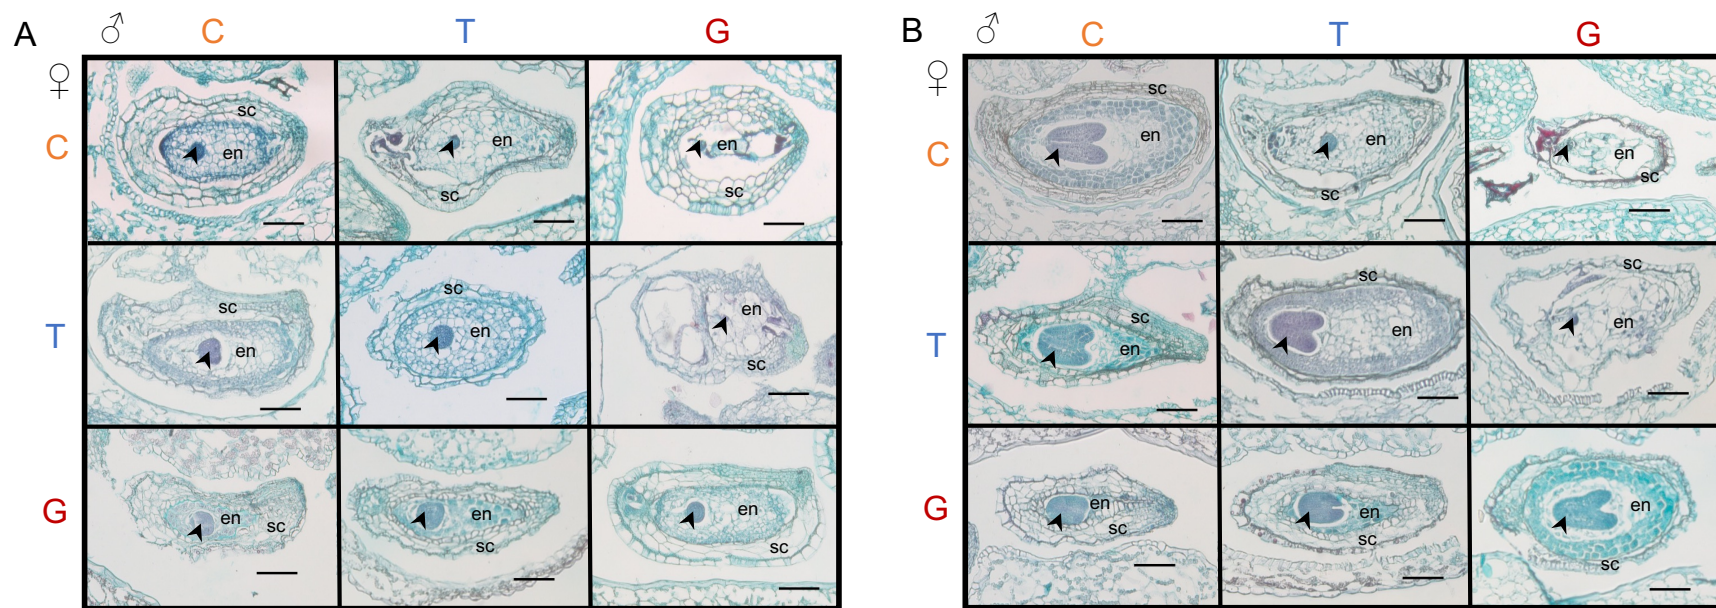 A ♂ C T G
♀
C sc en sc en en sc
T sc en sc en en sc
G en sc en sc en sc
B ♂ C T G
♀
C sc en en sc en sc
T sc en en sc en
G en sc en sc en sc